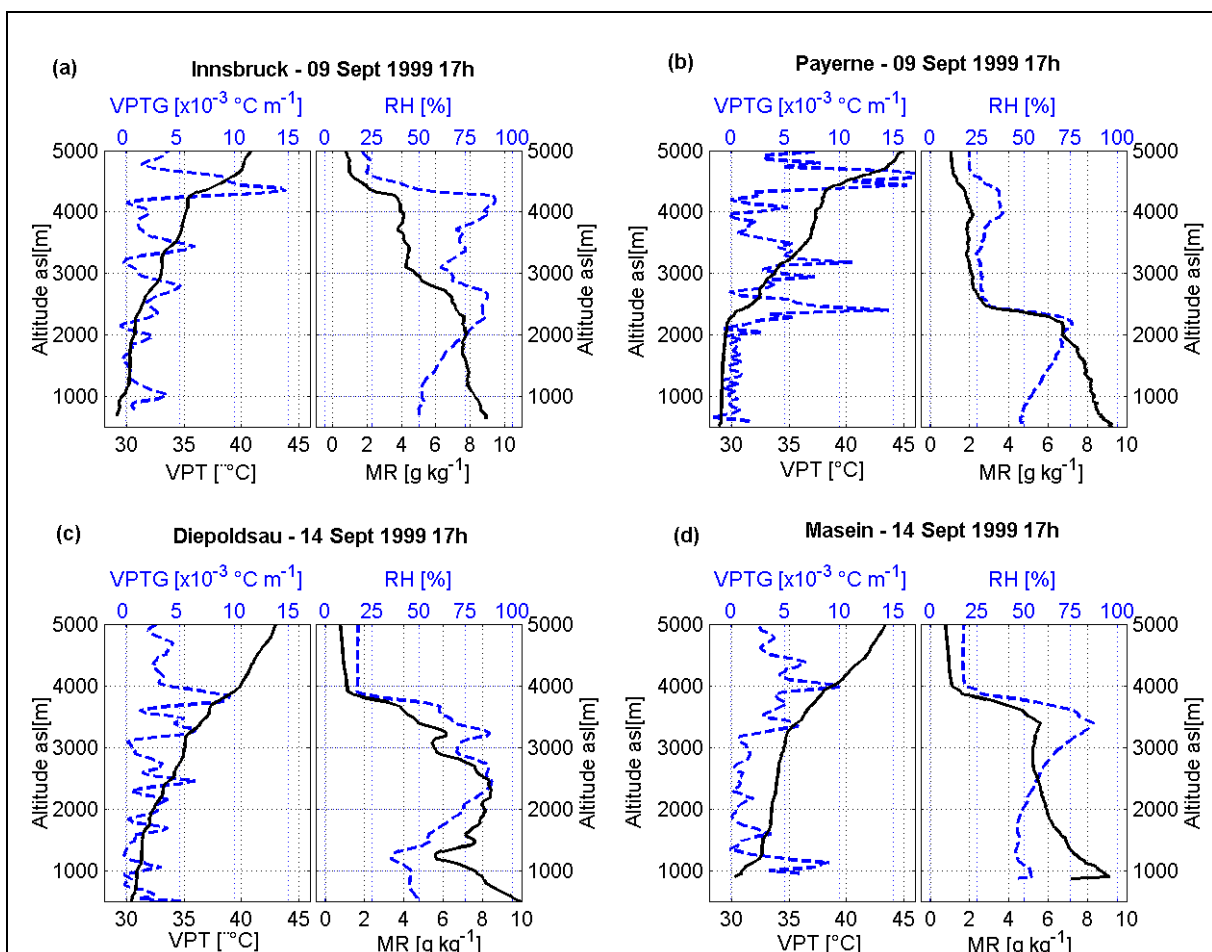 (a)
Innsbruck - 09 Sept 1999 17h
VPTG [x10⁻³ °C m⁻¹]
RH [%]
0 5 10 15
0 25 50 75 100
5000
4000
3000
2000
1000
Altitude asl[m]
5000
4000
3000
2000
1000
Altitude asl[m]
30 35 40 45
0 2 4 6 8 10
VPT [¨°C]
MR [g kg⁻¹]
(b)
Payerne - 09 Sept 1999 17h
VPTG [x10⁻³ °C m⁻¹]
RH [%]
0 5 10 15
0 25 50 75 100
5000
4000
3000
2000
1000
Altitude asl[m]
5000
4000
3000
2000
1000
Altitude asl[m]
30 35 40 45
0 2 4 6 8 10
VPT [¨°C]
MR [g kg⁻¹]
(c)
Diepoldsau - 14 Sept 1999 17h
VPTG [x10⁻³ °C m⁻¹]
RH [%]
0 5 10 15
0 25 50 75 100
5000
4000
3000
2000
1000
Altitude asl[m]
5000
4000
3000
2000
1000
Altitude asl[m]
30 35 40 45
0 2 4 6 8 10
VPT [¨°C]
MR [g kg⁻¹]
(d)
Masein - 14 Sept 1999 17h
VPTG [x10⁻³ °C m⁻¹]
RH [%]
0 5 10 15
0 25 50 75 100
5000
4000
3000
2000
1000
Altitude asl[m]
5000
4000
3000
2000
1000
Altitude asl[m]
30 35 40 45
0 2 4 6 8 10
VPT [°C]
MR [g kg⁻¹]